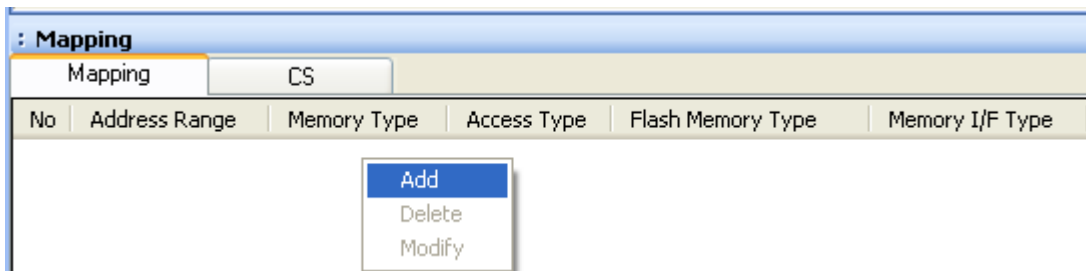 : Mapping
Mapping CS
No Address Range Memory Type Access Type Flash Memory Type Memory I/F Type
Add
Delete
Modify